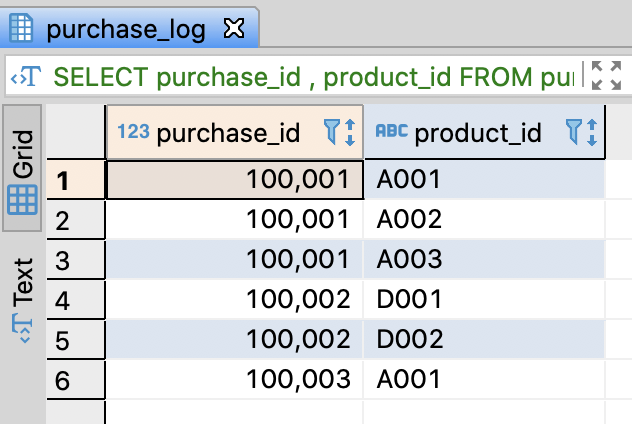 purchase_log
SELECT purchase_id , product_id FROM pu
Grid
Text
123 purchase_id ABC product_id
1 100,001 A001
2 100,001 A002
3 100,001 A003
4 100,002 D001
5 100,002 D002
6 100,003 A001